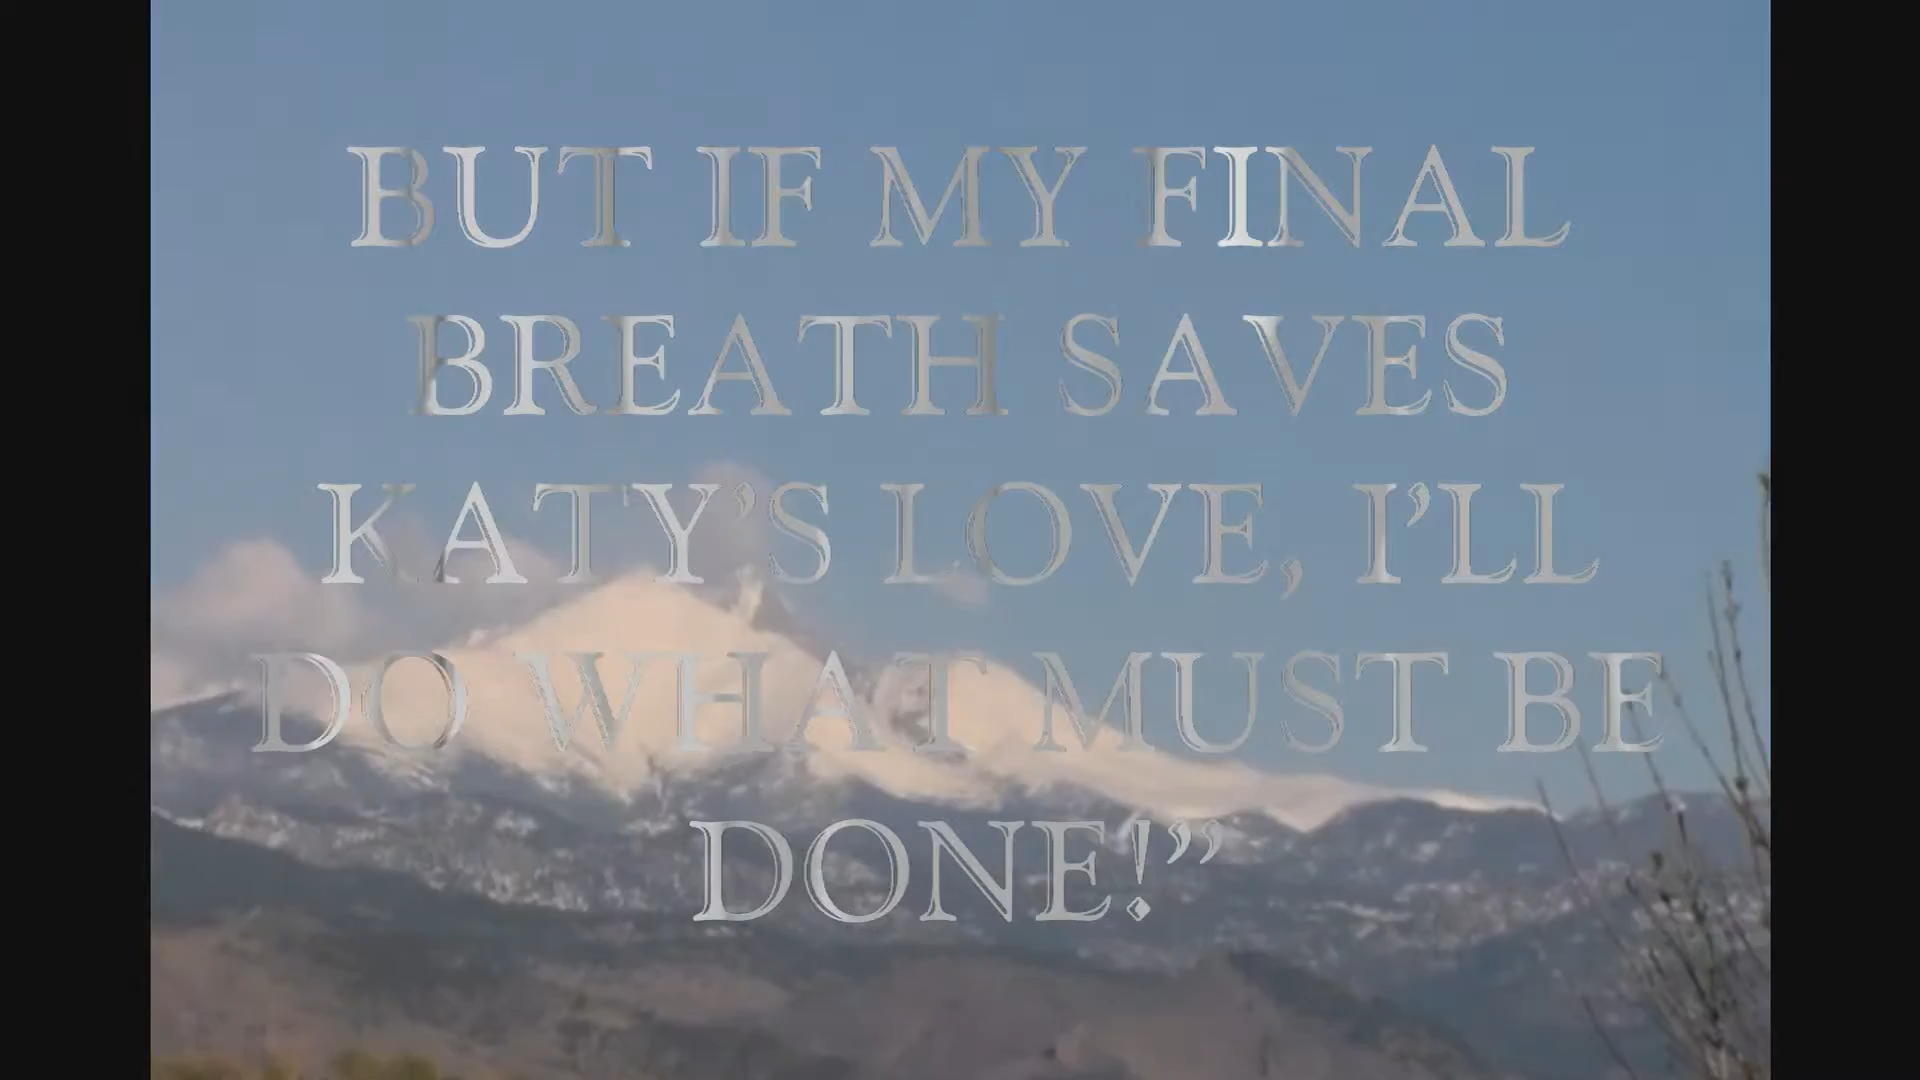 BUT IF MY FINAL
BREATH SAVES
KATY’S LOVE, I’LL
DO WHAT MUST BE
DONE!”